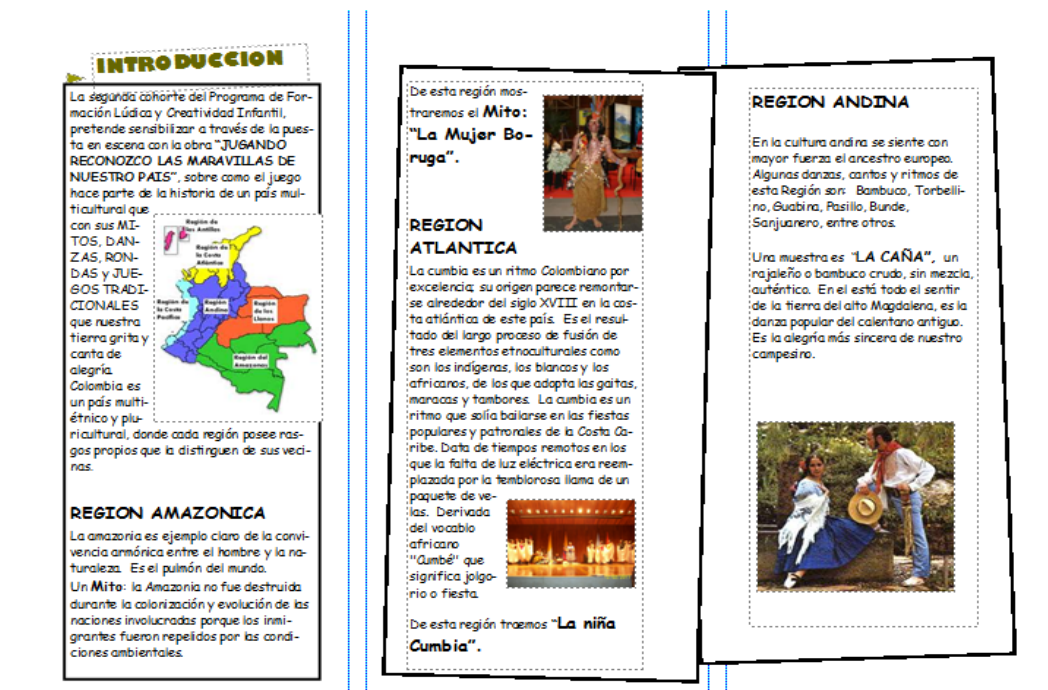 INTRODUCCION
La segunda cohorte del Programa de For-
mación Lúdica y Creatividad Infantil,
pretende sensibilizar a través de la pues-
ta en escena con la obra “JUGANDO
RECONOZCO LAS MARAVILLAS DE
NUESTRO PAIS”, sobre como el juego
hace parte de la historia de un país mul-
ticultural que
con sus MI-
TOS, DAN-
ZAS, RON-
DAS y JUE-
GOS TRADI-
CIONALES
que nuestra
tierra grita y
canta de
alegría.
Colombia es
un país multi-
étnico y plu-
ricultural, donde cada región posee ras-
gos propios que la distinguen de sus veci-
nas.
Región de
las Antillas
Región de
la Costa
Atlántica
Región de
la Costa
Pacífica
Región
Andina
Región
de los
Llanos
Región del
Amazonas
REGION AMAZONICA
La amazonia es ejemplo claro de la convi-
vencia armónica entre el hombre y la na-
turaleza. Es el pulmón del mundo.
Un Mito: la Amazonia no fue destruida
durante la colonización y evolución de las
naciones involucradas porque los inmi-
grantes fueron repelidos por las condi-
ciones ambientales.
De esta región mos-
traremos el Mito:
“La Mujer Bo-
ruga”.
REGION
ATLANTICA
La cumbia es un ritmo Colombiano por
excelencia; su origen parece remontar-
se alrededor del siglo XVIII en la cos-
ta atlántica de este país. Es el resul-
tado del largo proceso de fusión de
tres elementos etnoculturales como
son los indígenas, los blancos y los
africanos, de los que adopta las gaitas,
maracas y tambores. La cumbia es un
ritmo que solía bailarse en las fiestas
populares y patronales de la Costa Ca-
ribe. Data de tiempos remotos en los
que la falta de luz eléctrica era reem-
plazada por la temblorosa llama de un
paquete de ve-
las. Derivada
del vocablo
africano
"Cumbé" que
significa jolgo-
rio o fiesta.
De esta región traemos “La niña
Cumbia”.
REGION ANDINA
En la cultura andina se siente con
mayor fuerza el ancestro europeo.
Algunas danzas, cantos y ritmos de
esta Región son: Bambuco, Torbelli-
no, Guabina, Pasillo, Bunde,
Sanjuanero, entre otros.
Una muestra es “LA CAÑA”, un
rajaleño o bambuco crudo, sin mezcla,
auténtico. En el está todo el sentir
de la tierra del alto Magdalena, es la
danza popular del calentano antiguo.
Es la alegría más sincera de nuestro
campesino.